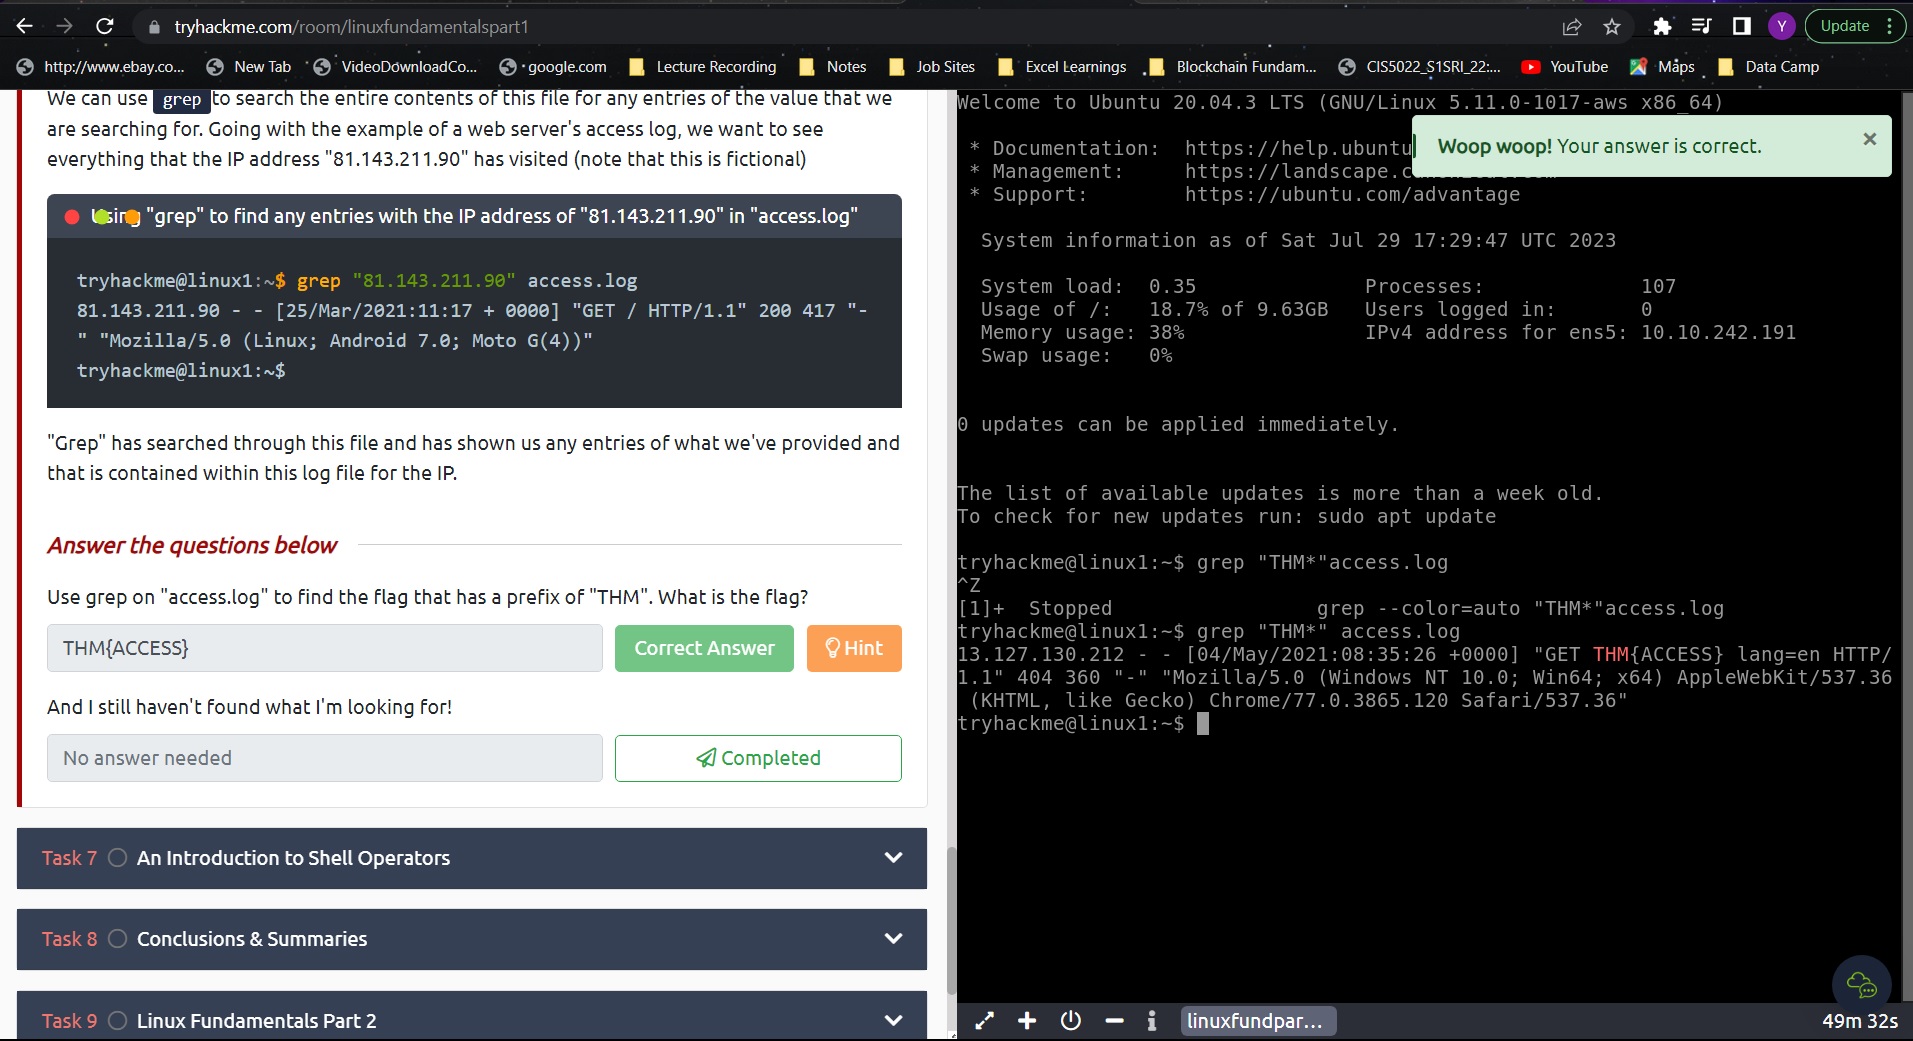 tryhackme.com/room/linuxfundamentalspart1
Y
Update
http://www.ebay.co...
New Tab
VideoDownloadCo...
google.com
Lecture Recording
Notes
Job Sites
Excel Learnings
Blockchain Fundam...
CIS5022_S1SRI_22:...
YouTube
Maps
Data Camp
We can use grep to search the entire contents of this file for any entries of the value that we
are searching for. Going with the example of a web server's access log, we want to see
everything that the IP address "81.143.211.90" has visited (note that this is fictional)
Using "grep" to find any entries with the IP address of "81.143.211.90" in "access.log"
tryhackme@linux1:~$ grep "81.143.211.90" access.log
81.143.211.90 - - [25/Mar/2021:11:17 + 0000] "GET / HTTP/1.1" 200 417 "-
" "Mozilla/5.0 (Linux; Android 7.0; Moto G(4))"
tryhackme@linux1:~$
"Grep" has searched through this file and has shown us any entries of what we've provided and
that is contained within this log file for the IP.
Answer the questions below
Use grep on "access.log" to find the flag that has a prefix of "THM". What is the flag?
THM{ACCESS}
Correct Answer
Hint
And I still haven't found what I'm looking for!
No answer needed
Completed
Task 7 An Introduction to Shell Operators
Task 8 Conclusions & Summaries
Task 9 Linux Fundamentals Part 2
Welcome to Ubuntu 20.04.3 LTS (GNU/Linux 5.11.0-1017-aws x86_64)
Woop woop! Your answer is correct.
×
* Documentation: https://help.ubuntu
* Management: https://landscape.c
* Support: https://ubuntu.com/advantage
System information as of Sat Jul 29 17:29:47 UTC 2023
System load: 0.35 Processes: 107
Usage of /: 18.7% of 9.63GB Users logged in: 0
Memory usage: 38% IPv4 address for ens5: 10.10.242.191
Swap usage: 0%
0 updates can be applied immediately.
The list of available updates is more than a week old.
To check for new updates run: sudo apt update
tryhackme@linux1:~$ grep "THM*"access.log
^Z
[1]+ Stopped grep --color=auto "THM*"access.log
tryhackme@linux1:~$ grep "THM*" access.log
13.127.130.212 - - [04/May/2021:08:35:26 +0000] "GET THM{ACCESS} lang=en HTTP/
1.1" 404 360 "-" "Mozilla/5.0 (Windows NT 10.0; Win64; x64) AppleWebKit/537.36
(KHTML, like Gecko) Chrome/77.0.3865.120 Safari/537.36"
tryhackme@linux1:~$
linuxfundpar...
49m 32s